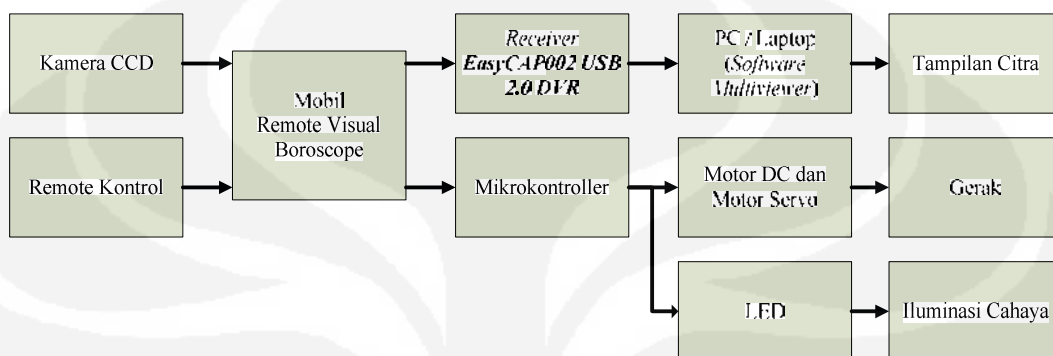 Kamera CCD
Mobil
Remote Visual
Boroscope
Receiver
EasyCAP002 USB
2.0 DVR
PC / Laptop
(Software
Multiviewer)
Tampilan Citra
Remote Kontrol
Mikrokontroller
Motor DC dan
Motor Servo
Gerak
LED
Iluminasi Cahaya